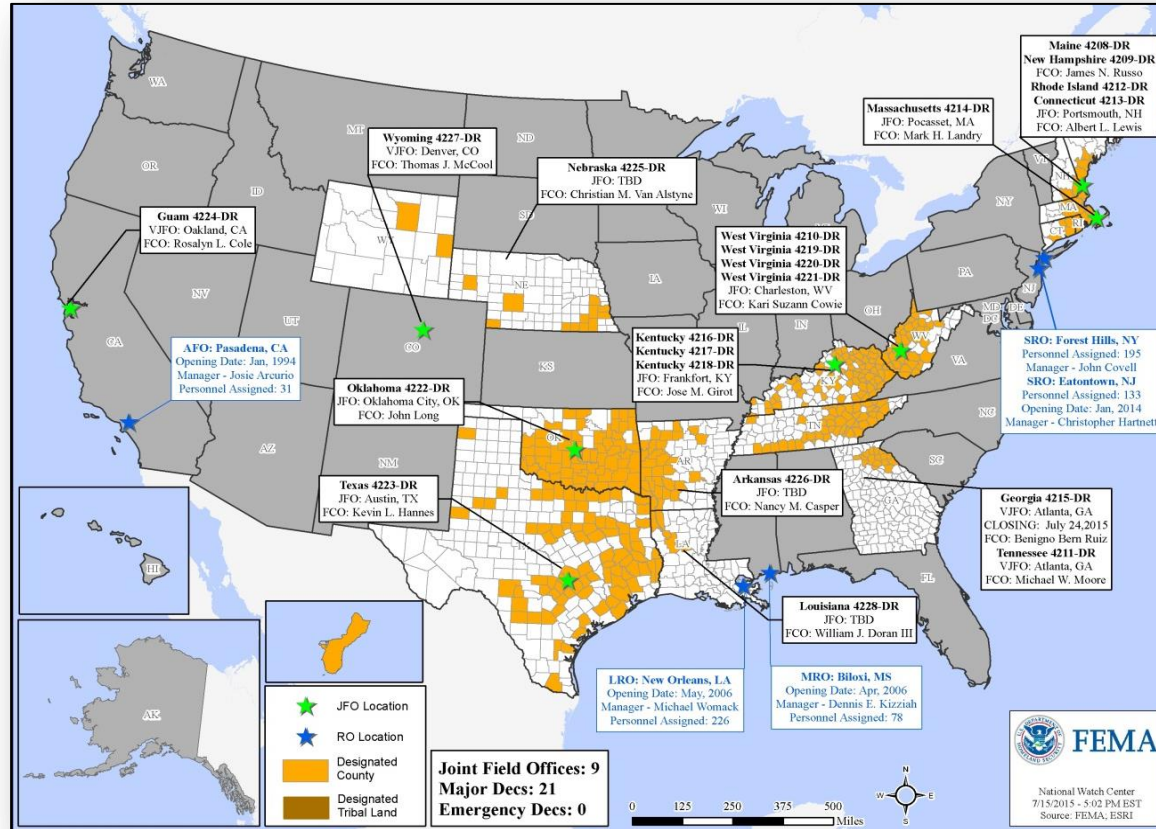 Maine 4208-DR
New Hampshire 4209-DR
FCO: James N. Russo
Rhode Island 4212-DR
Connecticut 4213-DR
JFO: Portsmouth, NH
FCO: Albert L. Lewis
Massachusetts 4214-DR
JFO: Pocasset, MA
FCO: Mark H. Landry
Wyoming 4227-DR
VJFO: Denver, CO
FCO: Thomas J. McCool
Nebraska 4225-DR
JFO: TBD
FCO: Christian M. Van Alstyne
Guam 4224-DR
VJFO: Oakland, CA
FCO: Rosalyn L. Cole
West Virginia 4210-DR
West Virginia 4219-DR
West Virginia 4220-DR
West Virginia 4221-DR
JFO: Charleston, WV
FCO: Kari Suzann Cowie
Kentucky 4216-DR
Kentucky 4217-DR
Kentucky 4218-DR
JFO: Frankfort, KY
FCO: Jose M. Girot
AFO: Pasadena, CA
Opening Date: Jan, 1994
Manager - Josie Arcurio
Personnel Assigned: 31
SRO: Forest Hills, NY
Personnel Assigned: 195
Manager - John Covell
SRO: Eatontown, NJ
Personnel Assigned: 133
Opening Date: Jan, 2014
Manager - Christopher Hartnett
Oklahoma 4222-DR
JFO: Oklahoma City, OK
FCO: John Long
Texas 4223-DR
JFO: Austin, TX
FCO: Kevin L. Hannes
Arkansas 4226-DR
JFO: TBD
FCO: Nancy M. Casper
Georgia 4215-DR
VJFO: Atlanta, GA
CLOSING: July 24,2015
FCO: Benigno Bern Ruiz
Tennessee 4211-DR
VJFO: Atlanta, GA
FCO: Michael W. Moore
Louisiana 4228-DR
JFO: TBD
FCO: William J. Doran III
LRO: New Orleans, LA
Opening Date: May, 2006
Manager - Michael Womack
Personnel Assigned: 226
MRO: Biloxi, MS
Opening Date: Apr, 2006
Manager - Dennis E. Kizziah
Personnel Assigned: 78
WA
MT
ND
OR
ID
SD
WI
NY
VT
NH
MA
CT
RI
NV
UT
CA
CO
NE
IA
IL
IN
OH
PA
NJ
MD
DE
DC
WV
VA
KS
KY
NC
TN
AZ
NM
OK
AR
SC
GA
LA
FL
HI
AK
JFO Location
RO Location
Designated
County
Designated
Tribal Land
Joint Field Offices: 9
Major Decs: 21
Emergency Decs: 0
0 125 250 375 500
Miles
N
W E
S
FEMA
National Watch Center
7/15/2015 - 5:02 PM EST
Source: FEMA; ESRI